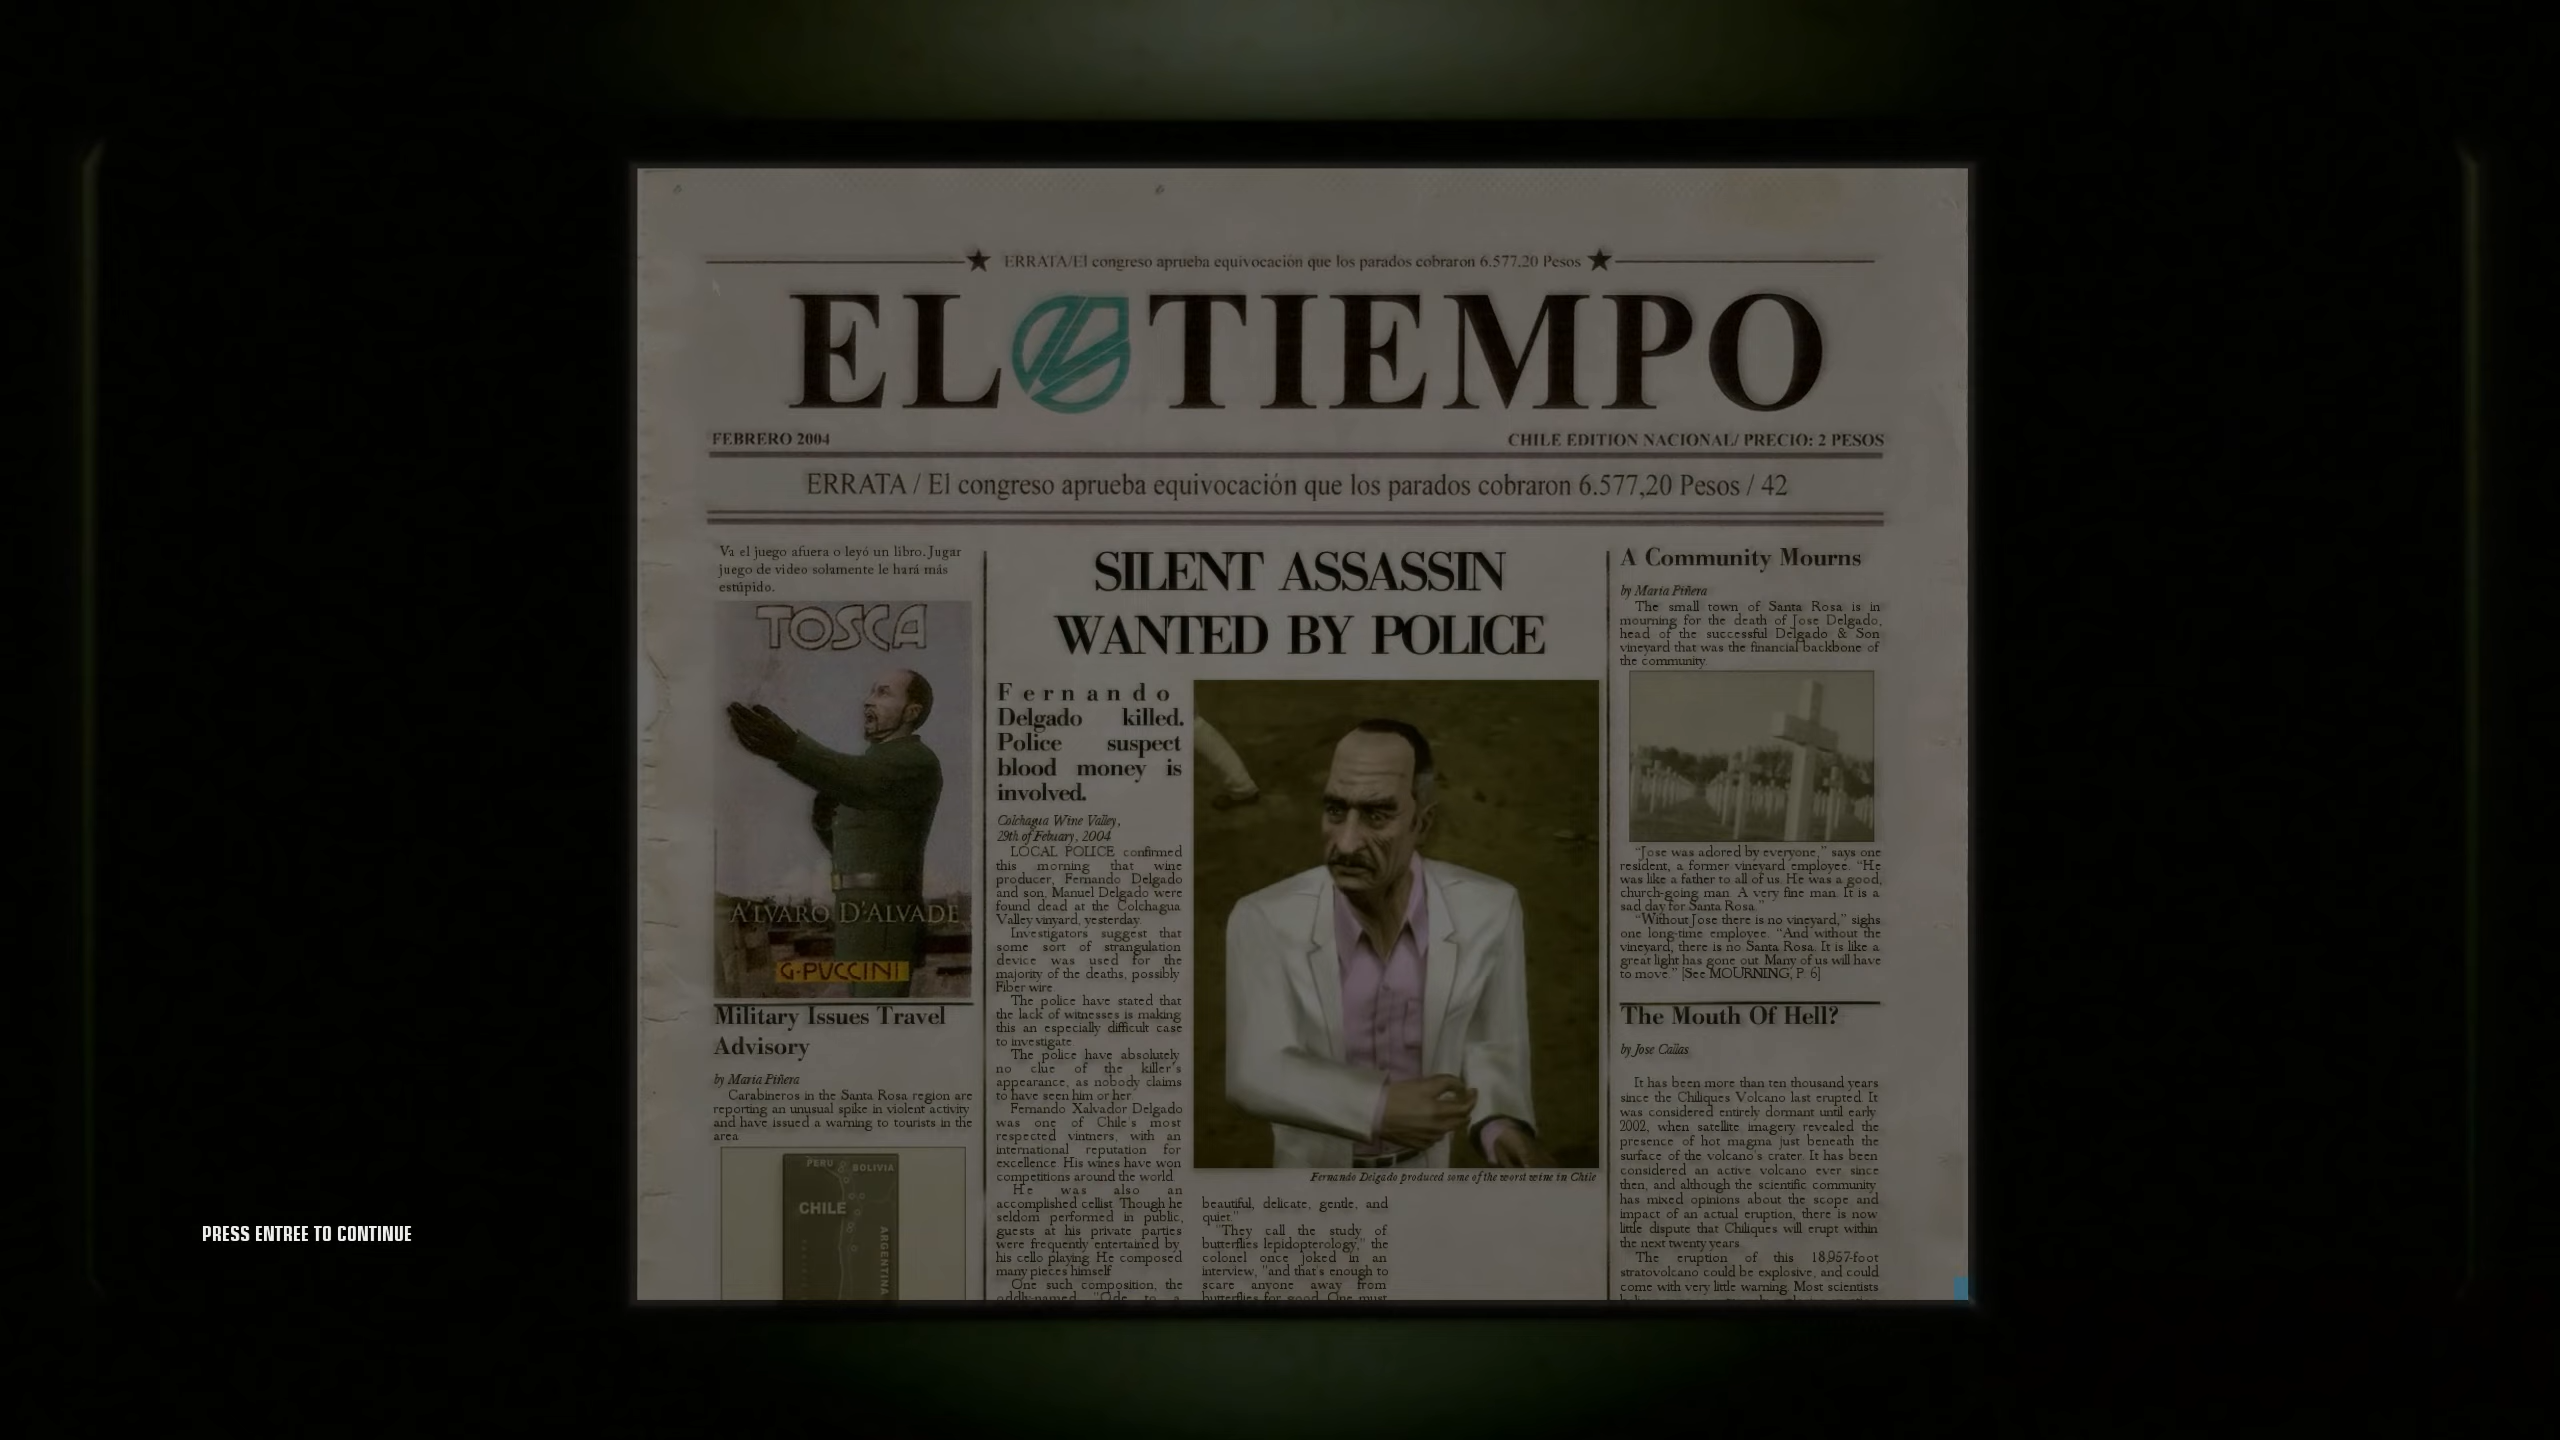 ERRATA/El congreso aprueba equivocación que los parados cobraron 6.577,20 Pesos
EL TIEMPO
FEBRERO 2004
CHILE EDITION NACIONAL/ PRECIO: 2 PESOS
ERRATA / El congreso aprueba equivocación que los parados cobraron 6.577,20 Pesos / 42
Va el juego afuera o leyó un libro. Jugar
juego de video solamente le hará más
estúpido.
TOSCA
A'LVARO D'ALVADE
G·PUCCINI
Military Issues Travel
Advisory
by Maria Piñera
Carabineros in the Santa Rosa region are
reporting an unusual spike in violent activity
and have issued a warning to tourists in the
area
PERU
BOLIVIA
CHILE
ARGENTINA
SILENT ASSASSIN
WANTED BY POLICE
Fernando
Delgado killed.
Police suspect
blood money is
involved.
Colchagua Wine Valley,
29th of Febuary, 2004
LOCAL POLICE confirmed
this morning that wine
producer, Fernando Delgado
and son, Manuel Delgado were
found dead at the Colchagua
Valley vinyard, yesterday.
Investigators suggest that
some sort of strangulation
device was used for the
majority of the deaths, possibly
Fiber wire
The police have stated that
the lack of witnesses is making
this an especially difficult case
to investigate
The police have absolutely
no clue of the killer's
appearance, as nobody claims
to have seen him or her
Fernando Xalvador Delgado
was one of Chile's most
respected vintners, with an
international reputation for
excellence. His wines have won
competitions around the world
He was also an
accomplished cellist. Though he
seldom performed in public,
guests at his private parties
were frequently entertained by
his cello playing. He composed
many pieces himself
One such composition, the
oddly-named "Ode to a
Fernando Delgado produced some of the worst wine in Chile
beautiful, delicate, gentle, and
quiet."
"They call the study of
butterflies lepidopterology," the
colonel once joked in an
interview, "and that's enough to
scare anyone away from
butterflies for good. One must
A Community Mourns
by Maria Piñera
The small town of Santa Rosa is in
mourning for the death of Jose Delgado,
head of the successful Delgado & Son
vineyard that was the financial backbone of
the community
"Jose was adored by everyone," says one
resident, a former vineyard employee. "He
was like a father to all of us. He was a good,
church-going man. A very fine man. It is a
sad day for Santa Rosa."
"Without Jose there is no vineyard," sighs
one long-time employee. "And without the
vineyard, there is no Santa Rosa. It is like a
great light has gone out. Many of us will have
to move." [See MOURNING, P. 6]
The Mouth Of Hell?
by Jose Callas
It has been more than ten thousand years
since the Chiliques Volcano last erupted. It
was considered entirely dormant until early
2002, when satellite imagery revealed the
presence of hot magma just beneath the
surface of the volcano's crater. It has been
considered an active volcano ever since
then, and although the scientific community
has mixed opinions about the scope and
impact of an actual eruption, there is now
little dispute that Chiliques will erupt within
the next twenty years
The eruption of this 18,957-foot
stratovolcano could be explosive, and could
come with very little warning. Most scientists
PRESS ENTREE TO CONTINUE